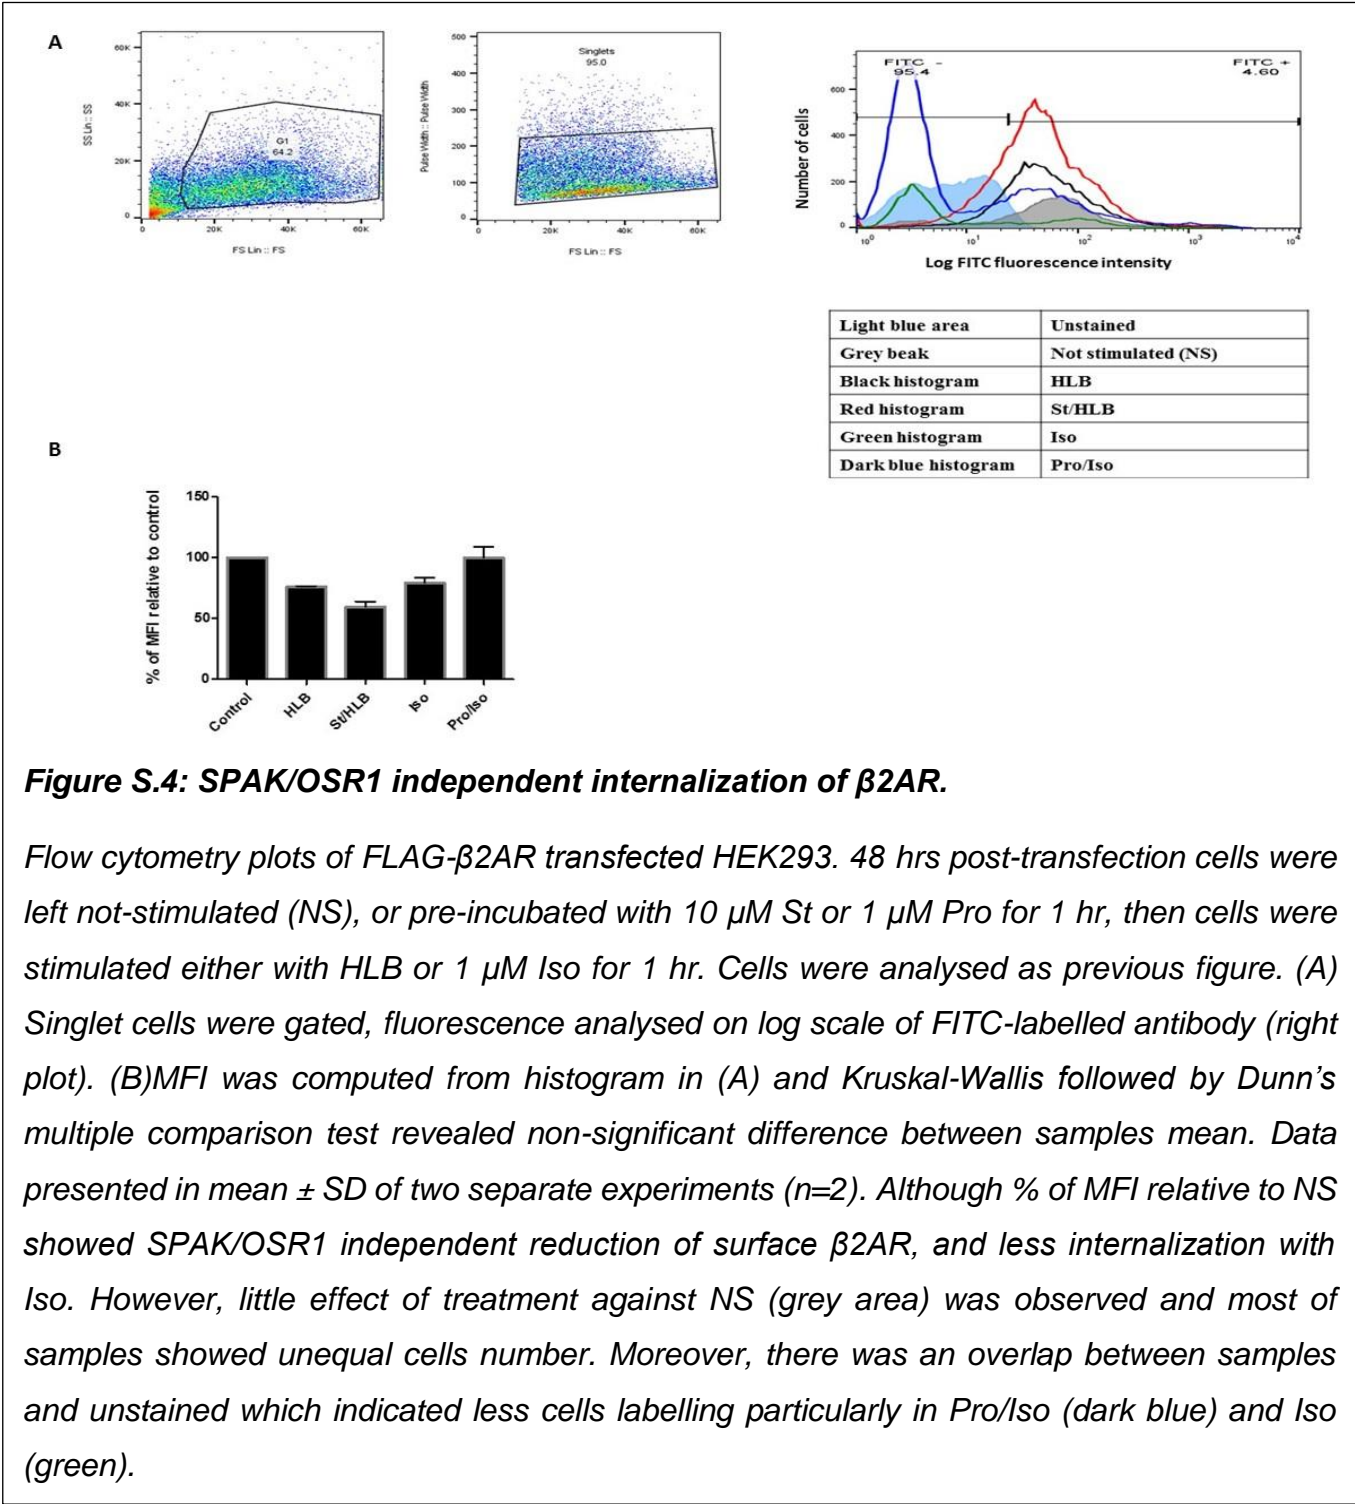 A
60K
40K
20K
0
SS Lin :: SS
G1
64.2
0
20K
40K
60K
FS Lin :: FS
500
400
300
200
100
0
Pulse Width :: Pulse Width
Singlets
95.0
0
20K
40K
60K
FS Lin :: FS
FITC -
95.4
FITC +
4.60
600
400
200
0
Number of cells
10^0
10^1
10^2
10^3
10^4
Log FITC fluorescence intensity
Light blue area Unstained
Grey beak Not stimulated (NS)
Black histogram HLB
Red histogram St/HLB
Green histogram Iso
Dark blue histogram Pro/Iso
B
% of MFI relative to control
150
100
50
0
Control
HLB
St/HLB
Iso
Pro/Iso
Figure S.4: SPAK/OSR1 independent internalization of β2AR.
Flow cytometry plots of FLAG-β2AR transfected HEK293. 48 hrs post-transfection cells were
left not-stimulated (NS), or pre-incubated with 10 μM St or 1 μM Pro for 1 hr, then cells were
stimulated either with HLB or 1 μM Iso for 1 hr. Cells were analysed as previous figure. (A)
Singlet cells were gated, fluorescence analysed on log scale of FITC-labelled antibody (right
plot). (B)MFI was computed from histogram in (A) and Kruskal-Wallis followed by Dunn’s
multiple comparison test revealed non-significant difference between samples mean. Data
presented in mean ± SD of two separate experiments (n=2). Although % of MFI relative to NS
showed SPAK/OSR1 independent reduction of surface β2AR, and less internalization with
Iso. However, little effect of treatment against NS (grey area) was observed and most of
samples showed unequal cells number. Moreover, there was an overlap between samples
and unstained which indicated less cells labelling particularly in Pro/Iso (dark blue) and Iso
(green).